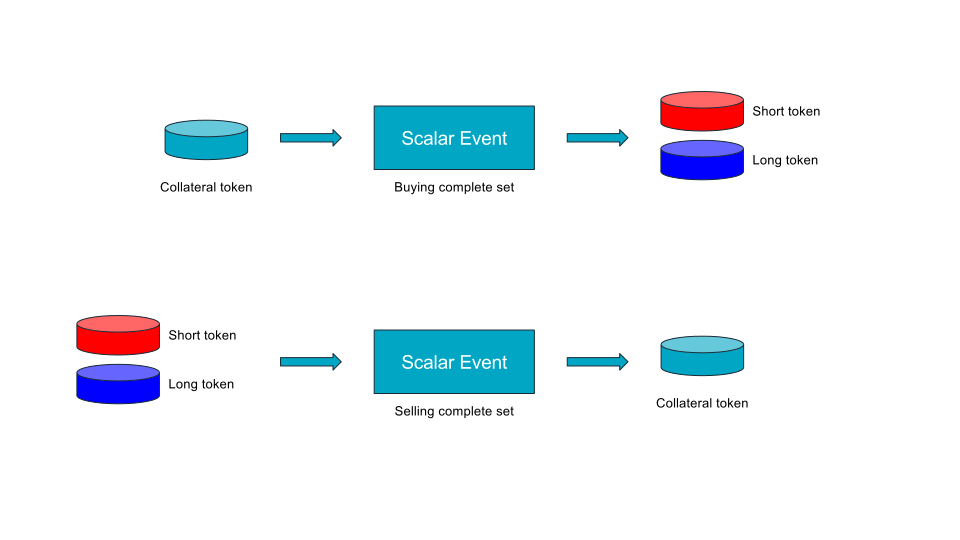 Short token
Scalar Event
Long token
Collateral token
Buying complete set
Short token
Scalar Event
Long token
Selling complete set
Collateral token